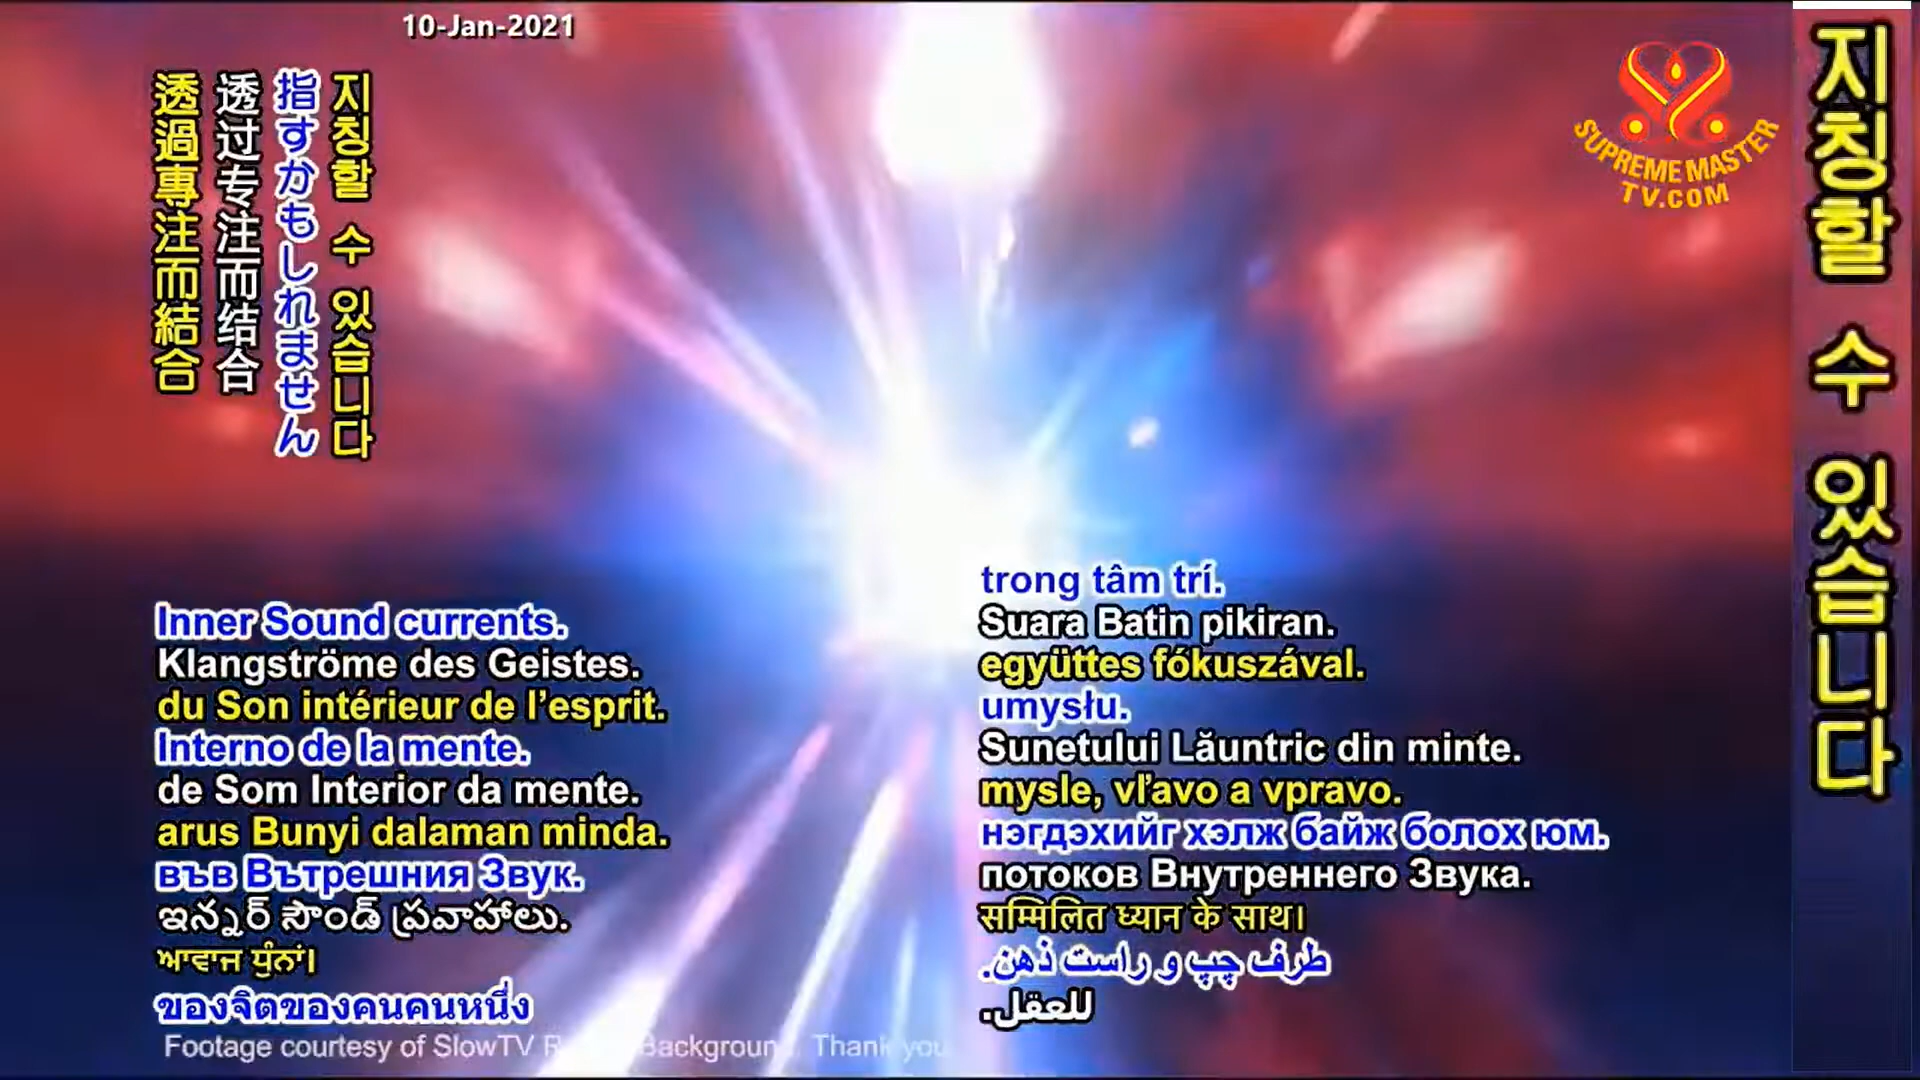 10-Jan-2021
SUPREME MASTER
TV.COM
지칭할 수 있습니다
지칭할 수 있습니다
指すかもしれません
透过专注而结合
透過專注而結合
Inner Sound currents.
Klangströme des Geistes.
du Son intérieur de l’esprit.
Interno de la mente.
de Som Interior da mente.
arus Bunyi dalaman minda.
във Вътрешния Звук.
ఇన్నర్ సౌండ్ ప్రవాహాలు.
ਆਵਾਜ ਧੁੰਨਾਂ।
ของจิตของคนคนหนึ่ง
trong tâm trí.
Suara Batin pikiran.
együttes fókuszával.
umysłu.
Sunetului Lăuntric din minte.
mysle, vľavo a vpravo.
нэгдэхийг хэлж байж болох юм.
потоков Внутреннего Звука.
सम्मिलित ध्यान के साथ।
طرف چپ و راست ذهن.
للعقل.
Footage courtesy of SlowTV Background. Thank you